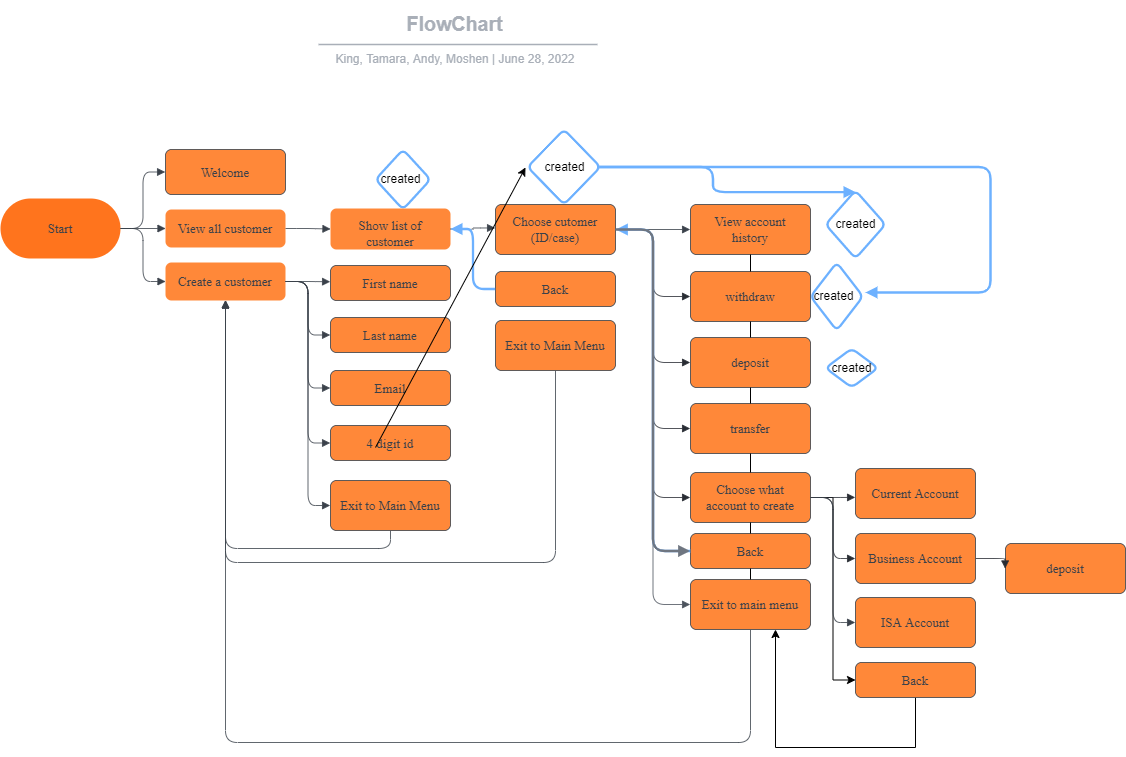 FlowChart
King, Tamara, Andy, Moshen | June 28, 2022
Start
Welcome
View all customer
Create a customer
created
Show list of
customer
First name
Last name
Email
4 digit id
Exit to Main Menu
created
Choose cutomer
(ID/case)
Back
Exit to Main Menu
View account
history
withdraw
deposit
transfer
Choose what
account to create
Back
Exit to main menu
created
created
created
Current Account
Business Account
ISA Account
Back
deposit